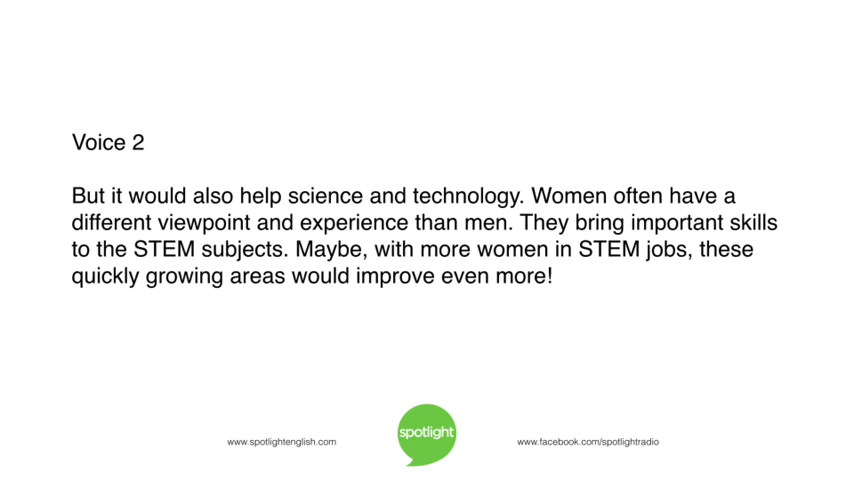 Voice 2
But it would also help science and technology. Women often have a
different viewpoint and experience than men. They bring important skills
to the STEM subjects. Maybe, with more women in STEM jobs, these
quickly growing areas would improve even more!
www.spotlightenglish.com
spotlight
www.facebook.com/spotlightradio